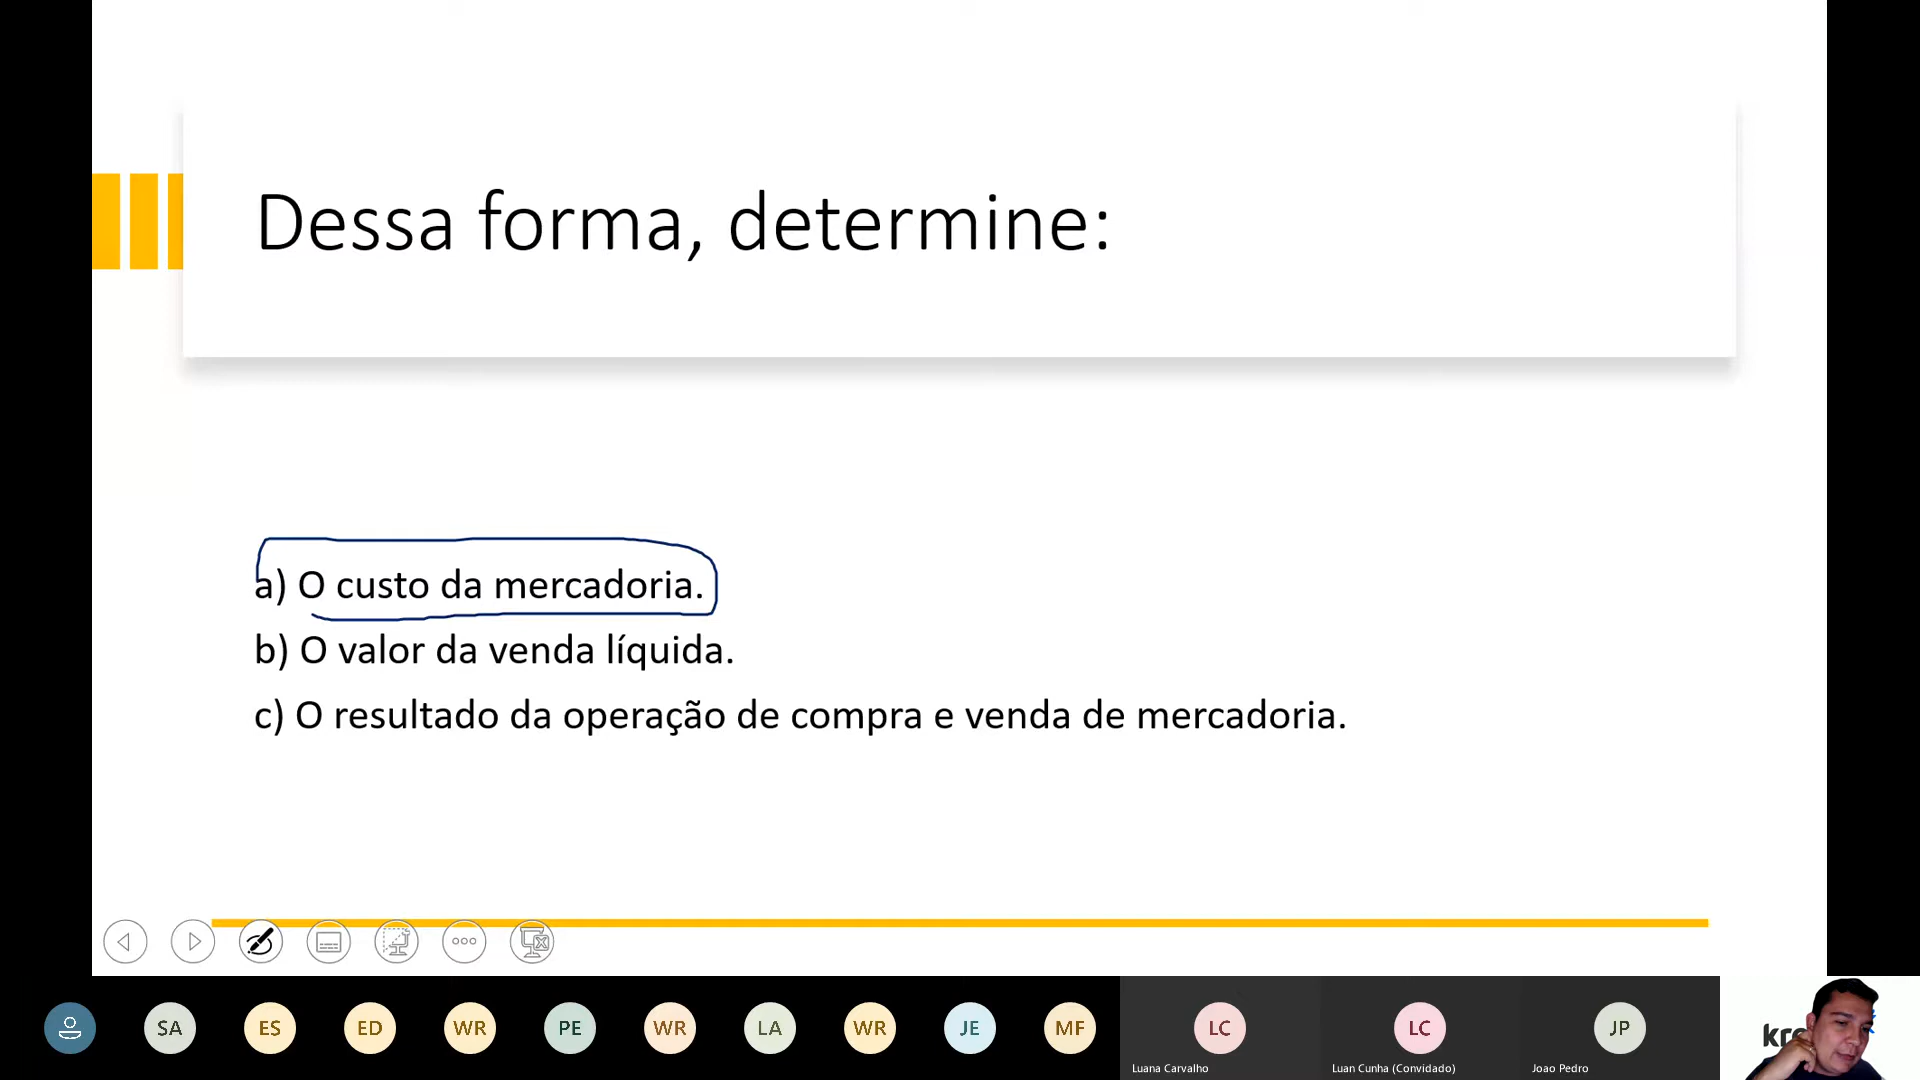 Dessa forma, determine:
a) O custo da mercadoria.
b) O valor da venda líquida.
c) O resultado da operação de compra e venda de mercadoria.
SA ES ED WR PE WR LA WR JE MF LC LC JP
Luana Carvalho Luan Cunha (Convidado) Joao Pedro